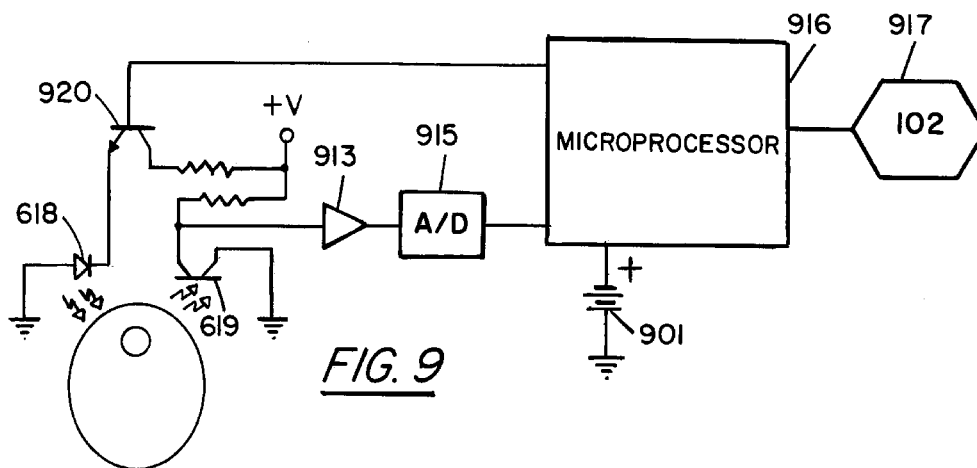 916
917
920
+V
913
915
MICROPROCESSOR
102
A/D
618
619
+
901
FIG. 9